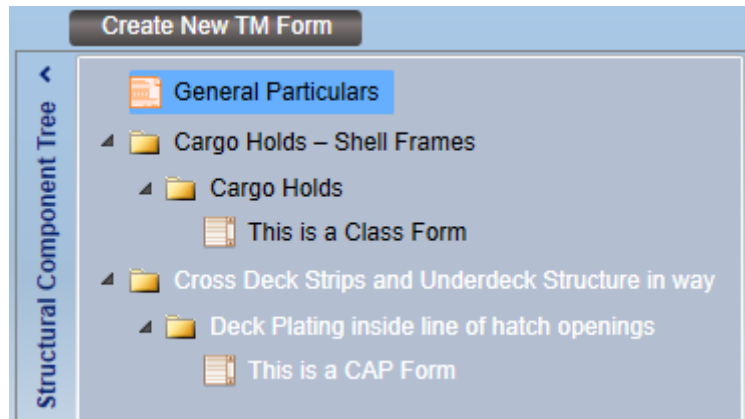 Create New TM Form
Structural Component Tree
General Particulars
Cargo Holds – Shell Frames
Cargo Holds
This is a Class Form
Cross Deck Strips and Underdeck Structure in way
Deck Plating inside line of hatch openings
This is a CAP Form